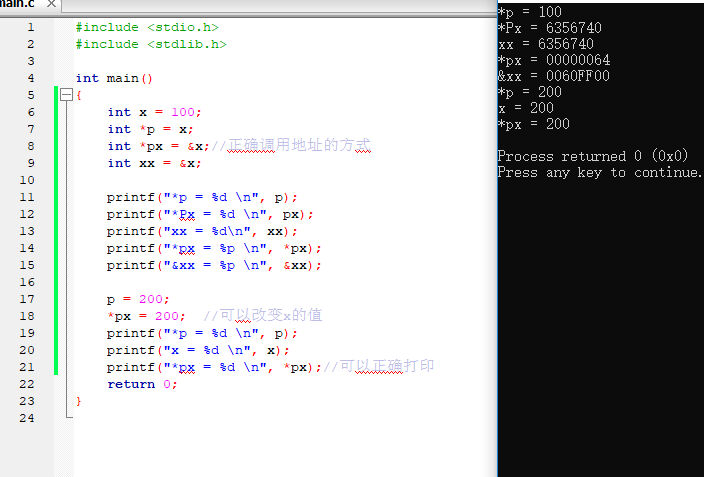 main.c ×
1 #include <stdio.h>
2 #include <stdlib.h>
3
4 int main()
5 {
6 int x = 100;
7 int *p = x;
8 int *px = &x;//正确调用地址的方式
9 int xx = &x;
10
11 printf("*p = %d \n", p);
12 printf("*Px = %d \n", px);
13 printf("xx = %d\n", xx);
14 printf("*px = %p \n", *px);
15 printf("&xx = %p \n", &xx);
16
17 p = 200;
18 *px = 200; //可以改变x的值
19 printf("*p = %d \n", p);
20 printf("x = %d \n", x);
21 printf("*px = %d \n", *px);//可以正确打印
22 return 0;
23 }
24
*p = 100
*Px = 6356740
xx = 6356740
*px = 00000064
&xx = 0060FF00
*p = 200
x = 200
*px = 200
Process returned 0 (0x0)
Press any key to continue.